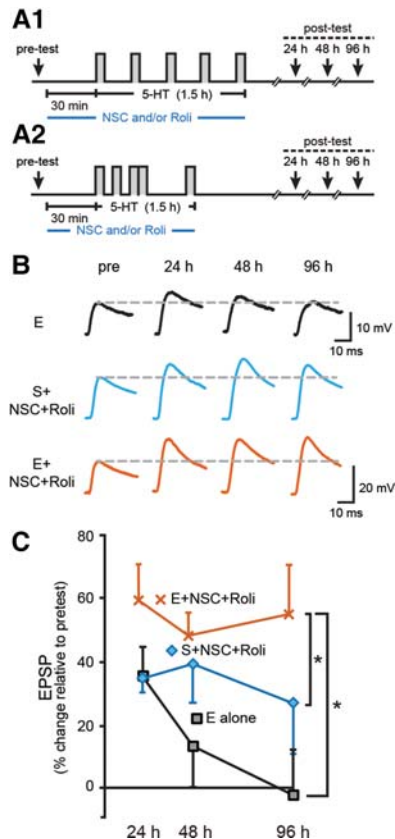 A1
post-test
pre-test
24 h 48 h 96 h
30 min
5-HT (1.5 h)
NSC and/or Roli
A2
post-test
pre-test
24 h 48 h 96 h
30 min
5-HT (1.5 h)
NSC and/or Roli
B
pre 24 h 48 h 96 h
E
10 mV
10 ms
S+
NSC+Roli
E+
NSC+Roli
20 mV
10 ms
C
80
60
40
20
0
EPSP
(% change relative to pretest)
E+NSC+Roli
S+NSC+Roli
E alone
*
*
24 h 48 h 96 h